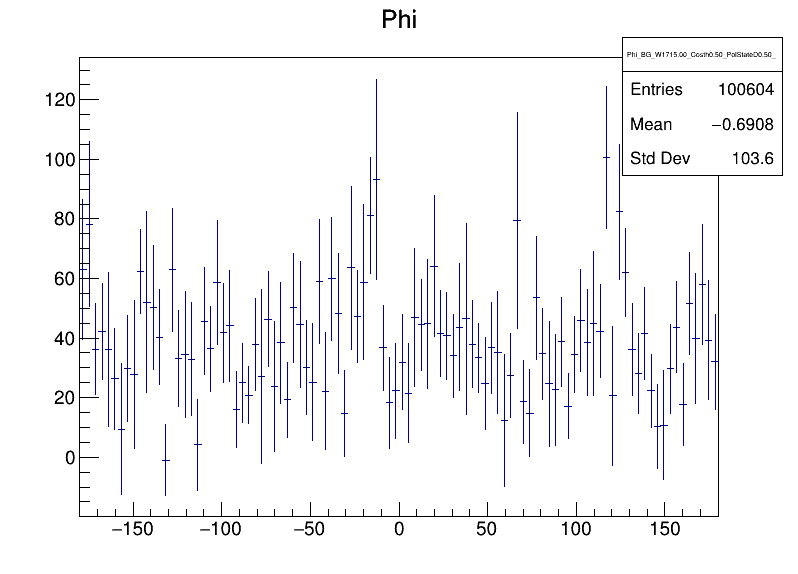 Phi
Phi_BG_W1715.00_Costh0.50_PolStateD0.50_
Entries 100604
Mean −0.6908
Std Dev 103.6
120
100
80
60
40
20
0
−150 −100 −50 0 50 100 150